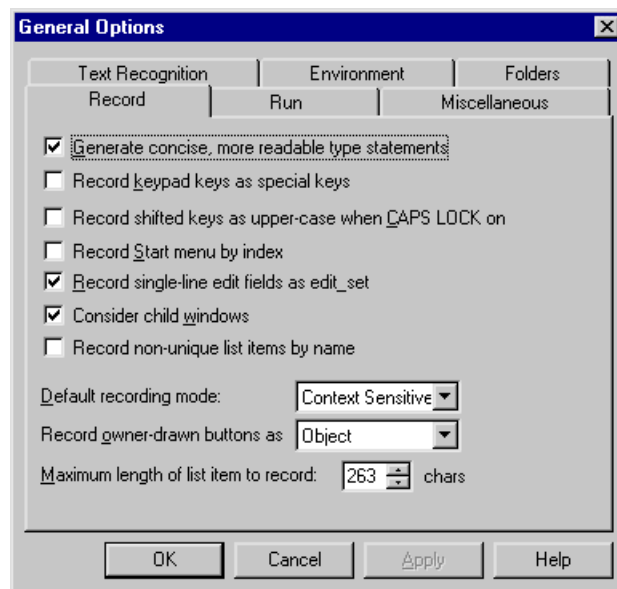 General Options
Text Recognition Environment Folders
Record Run Miscellaneous
Generate concise, more readable type statements
Record keypad keys as special keys
Record shifted keys as upper-case when CAPS LOCK on
Record Start menu by index
Record single-line edit fields as edit_set
Consider child windows
Record non-unique list items by name
Default recording mode: Context Sensitive
Record owner-drawn buttons as Object
Maximum length of list item to record: 263 chars
OK Cancel Apply Help